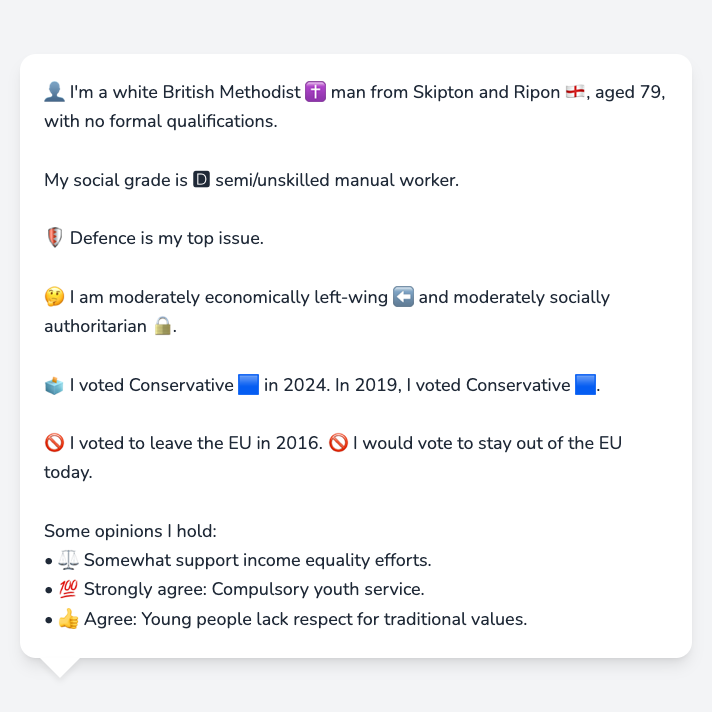 👤 I'm a white British Methodist ✝️ man from Skipton and Ripon 🏴󠁧󠁢󠁥󠁮󠁧󠁿, aged 79,
with no formal qualifications.
My social grade is 🅳 semi/unskilled manual worker.
🛡️ Defence is my top issue.
🤔 I am moderately economically left-wing ⬅️ and moderately socially
authoritarian 🔒.
🗳️ I voted Conservative 🟦 in 2024. In 2019, I voted Conservative 🟦.
🚫 I voted to leave the EU in 2016. 🚫 I would vote to stay out of the EU
today.
Some opinions I hold:
• ⚖️ Somewhat support income equality efforts.
• 💯 Strongly agree: Compulsory youth service.
• 👍 Agree: Young people lack respect for traditional values.